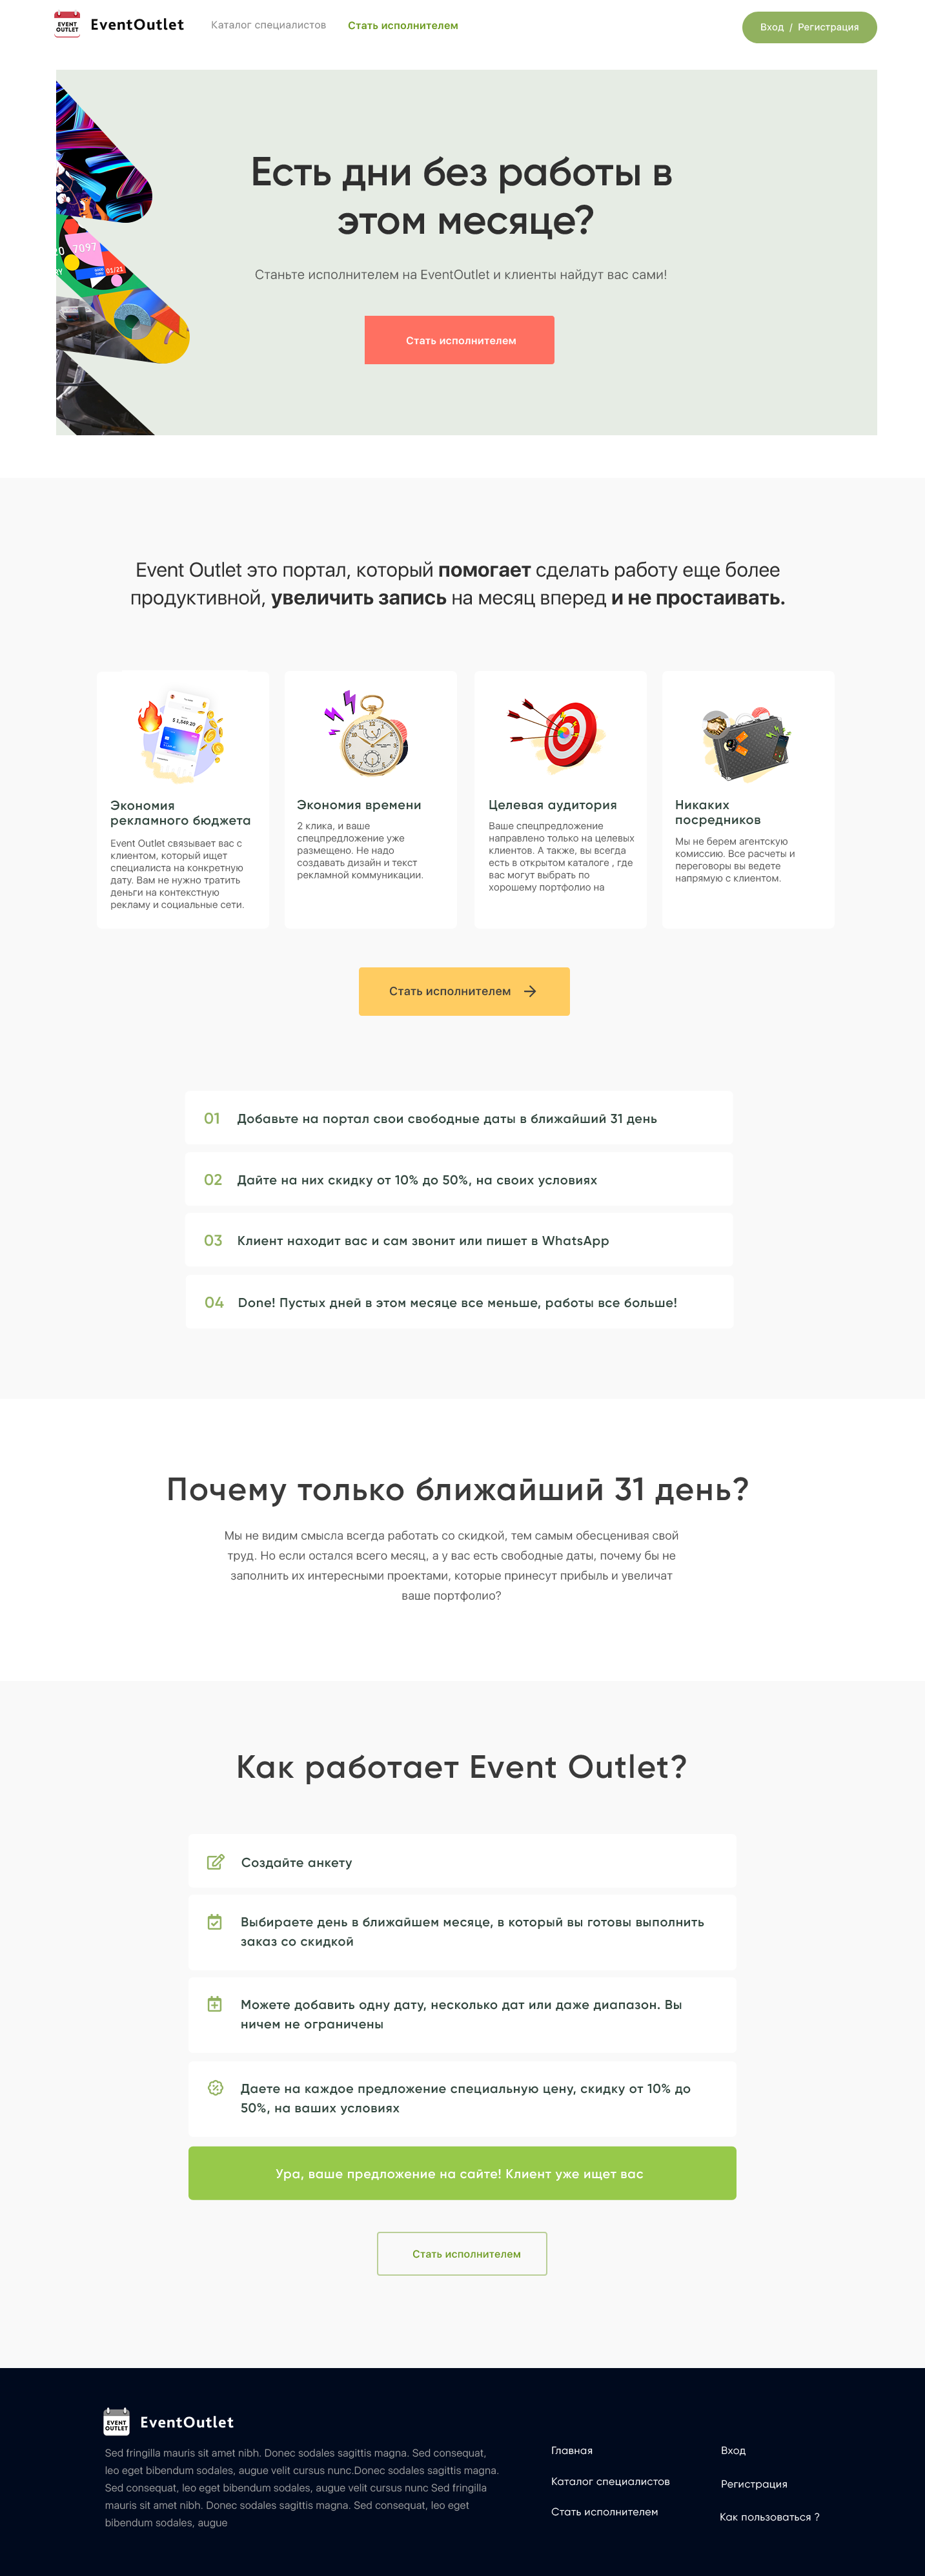 EVENT OUTLET
EventOutlet
Каталог специалистов
Стать исполнителем
Вход / Регистрация
Есть дни без работы в
этом месяце?
7097
01/21
Станьте исполнителем на EventOutlet и клиенты найдут вас сами!
Стать исполнителем
Event Outlet это портал, который помогает сделать работу еще более
продуктивной, увеличить запись на месяц вперед и не простаивать.
Экономия
рекламного бюджета
Event Outlet связывает вас с
клиентом, который ищет
специалиста на конкретную
дату. Вам не нужно тратить
деньги на контекстную
рекламу и социальные сети.
Экономия времени
2 клика, и ваше
спецпредложение уже
размещено. Не надо
создавать дизайн и текст
рекламной коммуникации.
Целевая аудитория
Ваше спецпредложение
направлено только на целевых
клиентов. А также, вы всегда
есть в открытом каталоге , где
вас могут выбрать по
хорошему портфолио на
Никаких
посредников
Мы не берем агентскую
комиссию. Все расчеты и
переговоры вы ведете
напрямую с клиентом.
Стать исполнителем
01 Добавьте на портал свои свободные даты в ближайший 31 день
02 Дайте на них скидку от 10% до 50%, на своих условиях
03 Клиент находит вас и сам звонит или пишет в WhatsApp
04 Done! Пустых дней в этом месяце все меньше, работы все больше!
Почему только ближайший 31 день?
Мы не видим смысла всегда работать со скидкой, тем самым обесценивая свой
труд. Но если остался всего месяц, а у вас есть свободные даты, почему бы не
заполнить их интересными проектами, которые принесут прибыль и увеличат
ваше портфолио?
Как работает Event Outlet?
Создайте анкету
Выбираете день в ближайшем месяце, в который вы готовы выполнить
заказ со скидкой
Можете добавить одну дату, несколько дат или даже диапазон. Вы
ничем не ограничены
Даете на каждое предложение специальную цену, скидку от 10% до
50%, на ваших условиях
Ура, ваше предложение на сайте! Клиент уже ищет вас
Стать исполнителем
EVENT OUTLET
EventOutlet
Sed fringilla mauris sit amet nibh. Donec sodales sagittis magna. Sed consequat,
leo eget bibendum sodales, augue velit cursus nunc.Donec sodales sagittis magna.
Sed consequat, leo eget bibendum sodales, augue velit cursus nunc Sed fringilla
mauris sit amet nibh. Donec sodales sagittis magna. Sed consequat, leo eget
bibendum sodales, augue
Главная
Каталог специалистов
Стать исполнителем
Вход
Регистрация
Как пользоваться ?